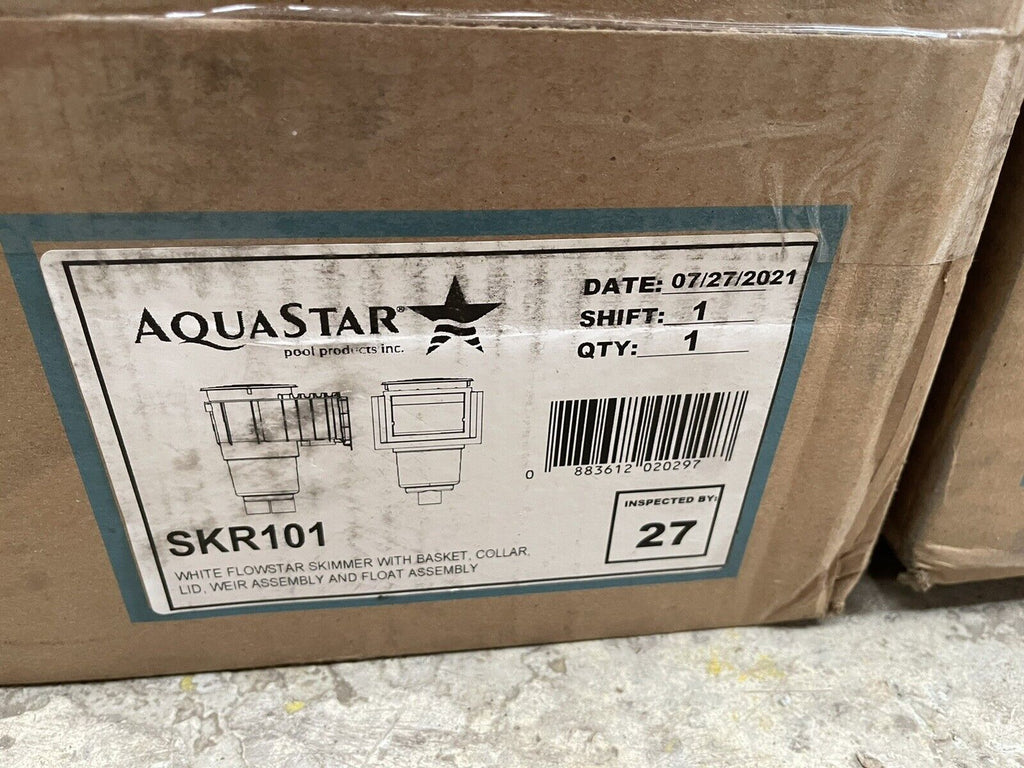 AQUASTAR®
pool products inc.
DATE: 07/27/2021
SHIFT: 1
QTY: 1
0 883612 020297
INSPECTED BY:
27
SKR101
WHITE FLOWSTAR SKIMMER WITH BASKET, COLLAR,
LID, WEIR ASSEMBLY AND FLOAT ASSEMBLY